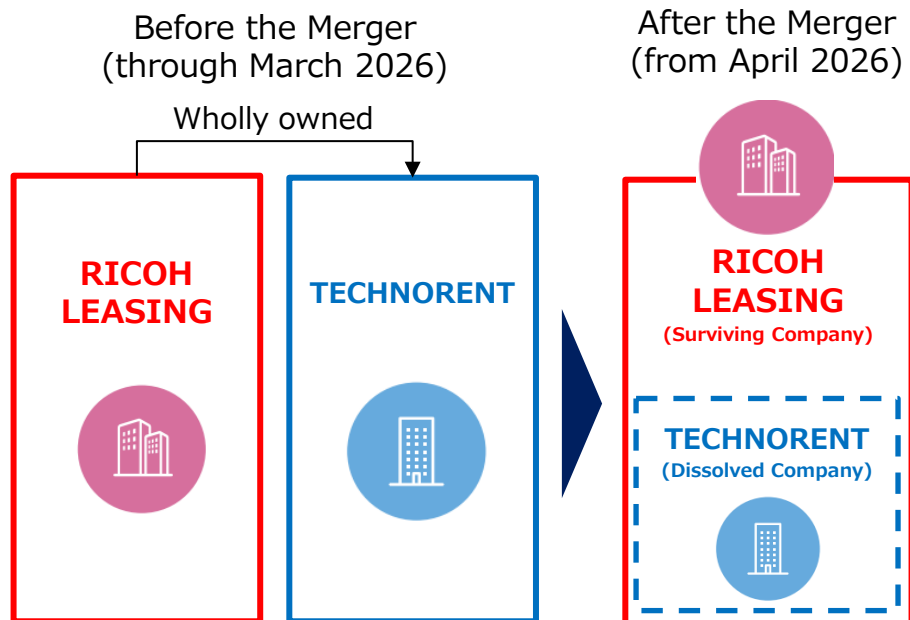 Before the Merger
(through March 2026)
Wholly owned
RICOH
LEASING
TECHNORENT
After the Merger
(from April 2026)
RICOH
LEASING
(Surviving Company)
TECHNORENT
(Dissolved Company)